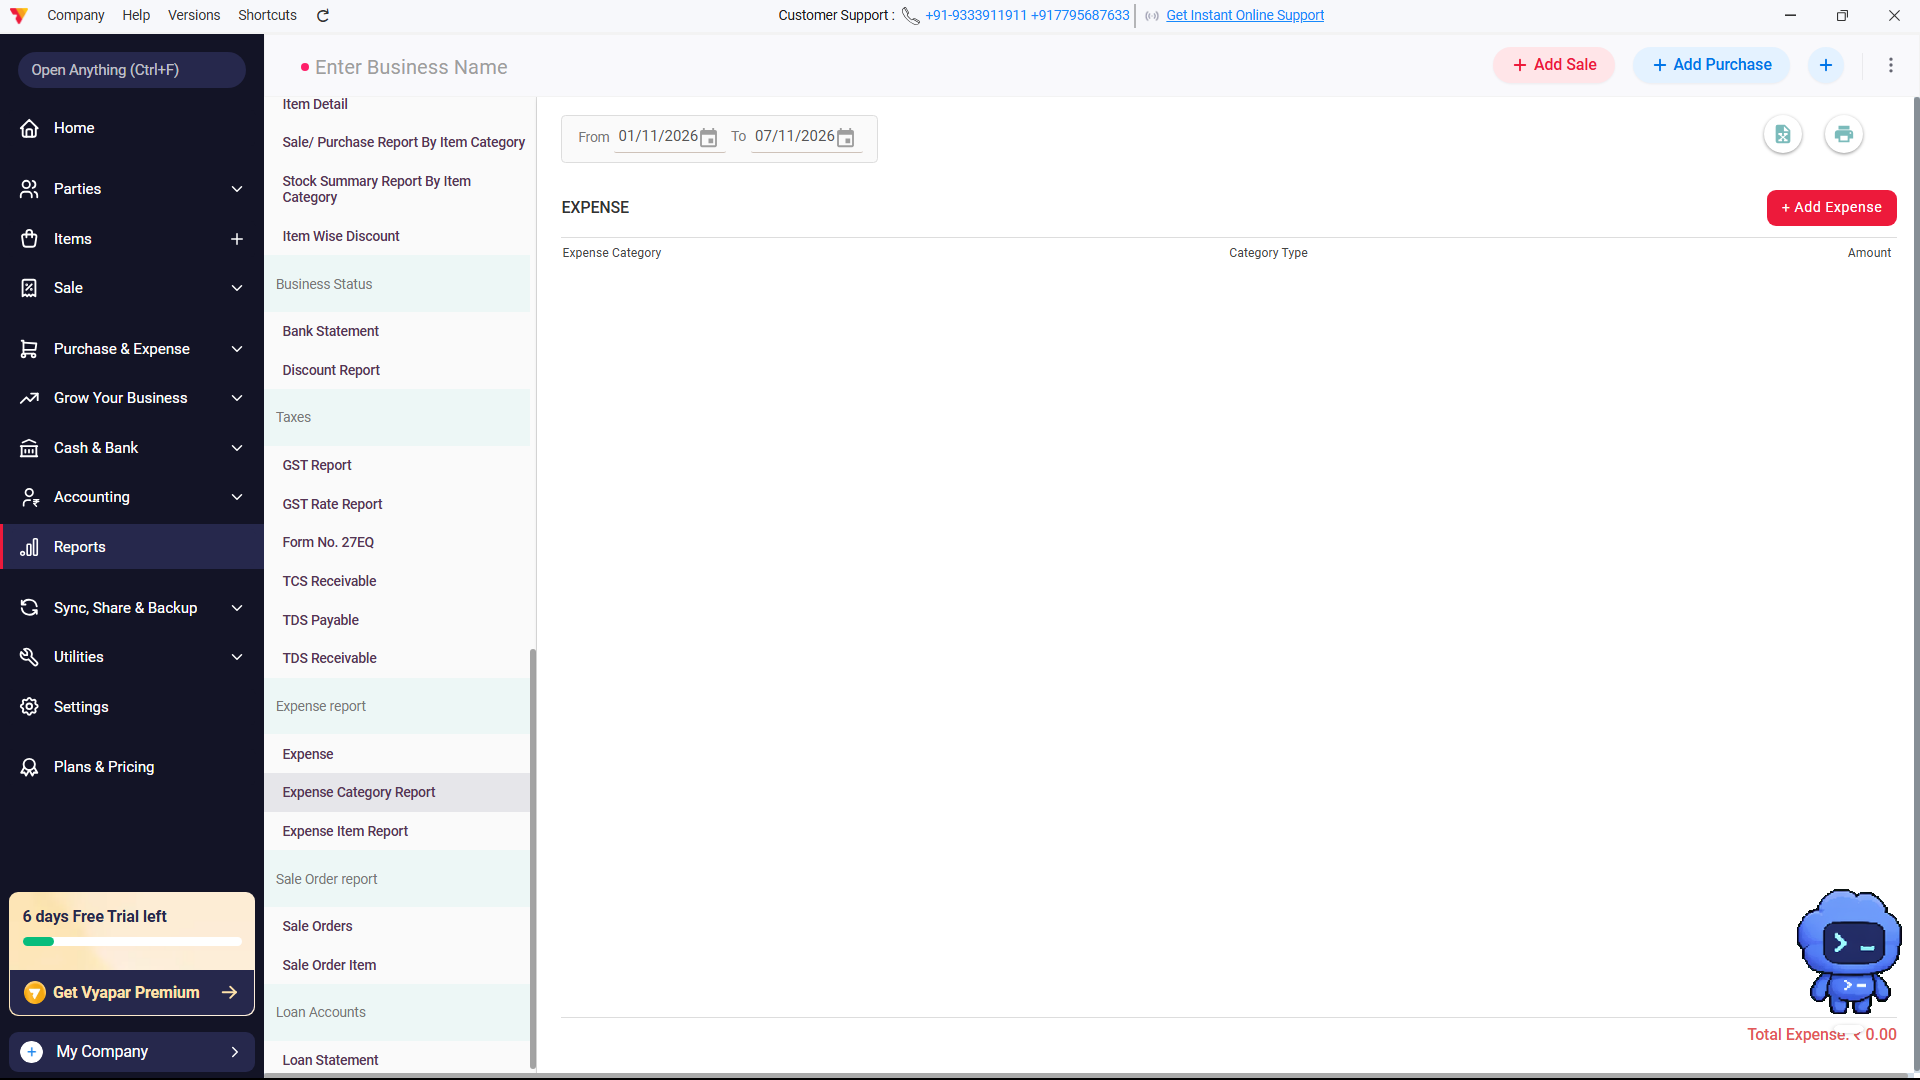 Company Help Versions Shortcuts
Customer Support : +91-9333911911 +917795687633 Get Instant Online Support
Open Anything (Ctrl+F)
Home
Parties
Items
Sale
Purchase & Expense
Grow Your Business
Cash & Bank
Accounting
Reports
Sync, Share & Backup
Utilities
Settings
Plans & Pricing
6 days Free Trial left
Get Vyapar Premium
My Company
Enter Business Name
+ Add Sale
+ Add Purchase
Item Detail
Sale/ Purchase Report By Item Category
Stock Summary Report By Item
Category
Item Wise Discount
Business Status
Bank Statement
Discount Report
Taxes
GST Report
GST Rate Report
Form No. 27EQ
TCS Receivable
TDS Payable
TDS Receivable
Expense report
Expense
Expense Category Report
Expense Item Report
Sale Order report
Sale Orders
Sale Order Item
Loan Accounts
Loan Statement
From 01/11/2026 To 07/11/2026
EXPENSE
+ Add Expense
Expense Category Category Type Amount
Total Expense: ₹ 0.00